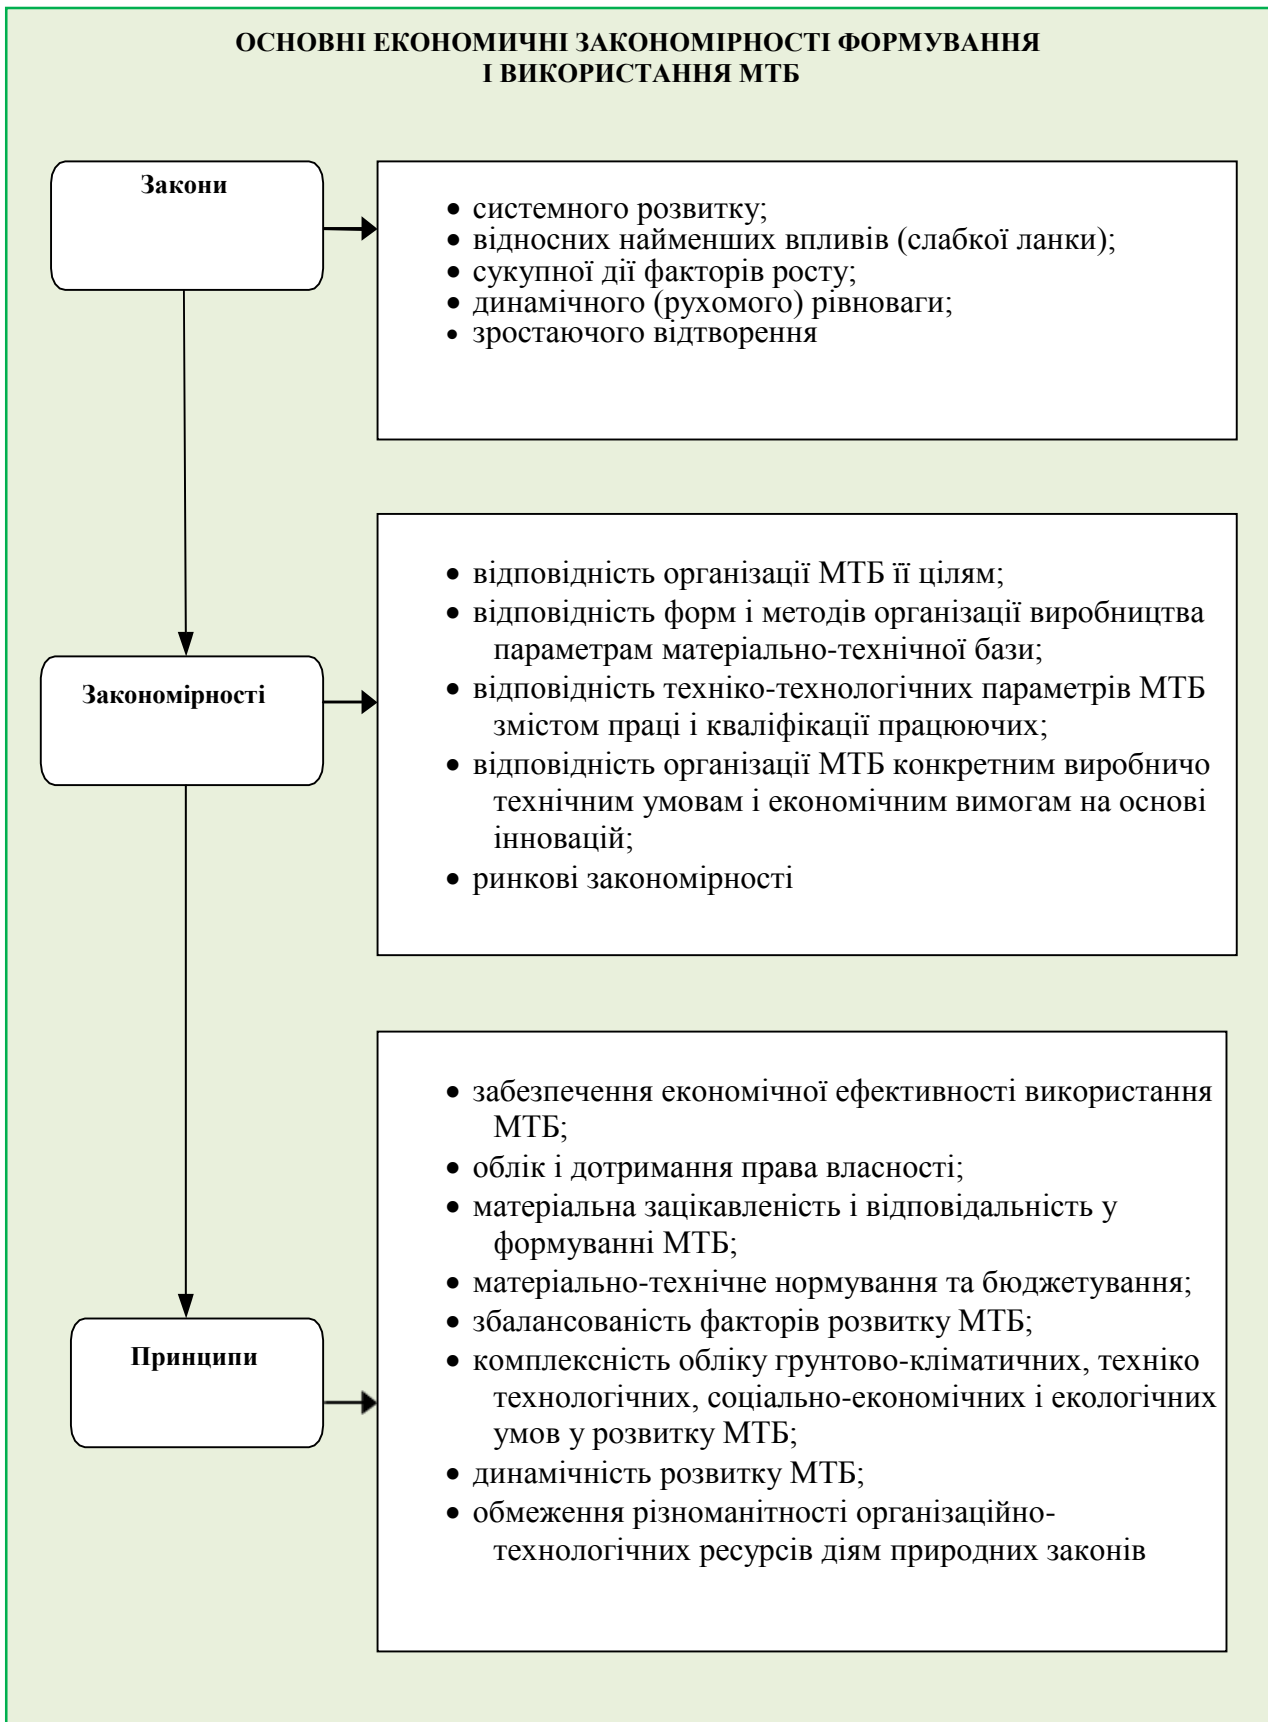 ОСНОВНІ ЕКОНОМИЧНІ ЗАКОНОМІРНОСТІ ФОРМУВАННЯ
І ВИКОРИСТАННЯ МТБ
Закони
• системного розвитку;
• відносних найменших впливів (слабкої ланки);
• сукупної дії факторів росту;
• динамічного (рухомого) рівноваги;
• зростаючого відтворення
Закономірності
• відповідність організації МТБ її цілям;
• відповідність форм і методів організації виробництва
параметрам матеріально-технічної бази;
• відповідність техніко-технологічних параметрів МТБ
змістом праці і кваліфікації працюючих;
• відповідність організації МТБ конкретним виробничо
технічним умовам і економічним вимогам на основі
інновацій;
• ринкові закономірності
Принципи
• забезпечення економічної ефективності використання
МТБ;
• облік і дотримання права власності;
• матеріальна зацікавленість і відповідальність у
формуванні МТБ;
• матеріально-технічне нормування та бюджетування;
• збалансованість факторів розвитку МТБ;
• комплексність обліку грунтово-кліматичних, техніко
технологічних, соціально-економічних і екологічних
умов у розвитку МТБ;
• динамічність розвитку МТБ;
• обмеження різноманітності організаційно-
технологічних ресурсів діям природних законів